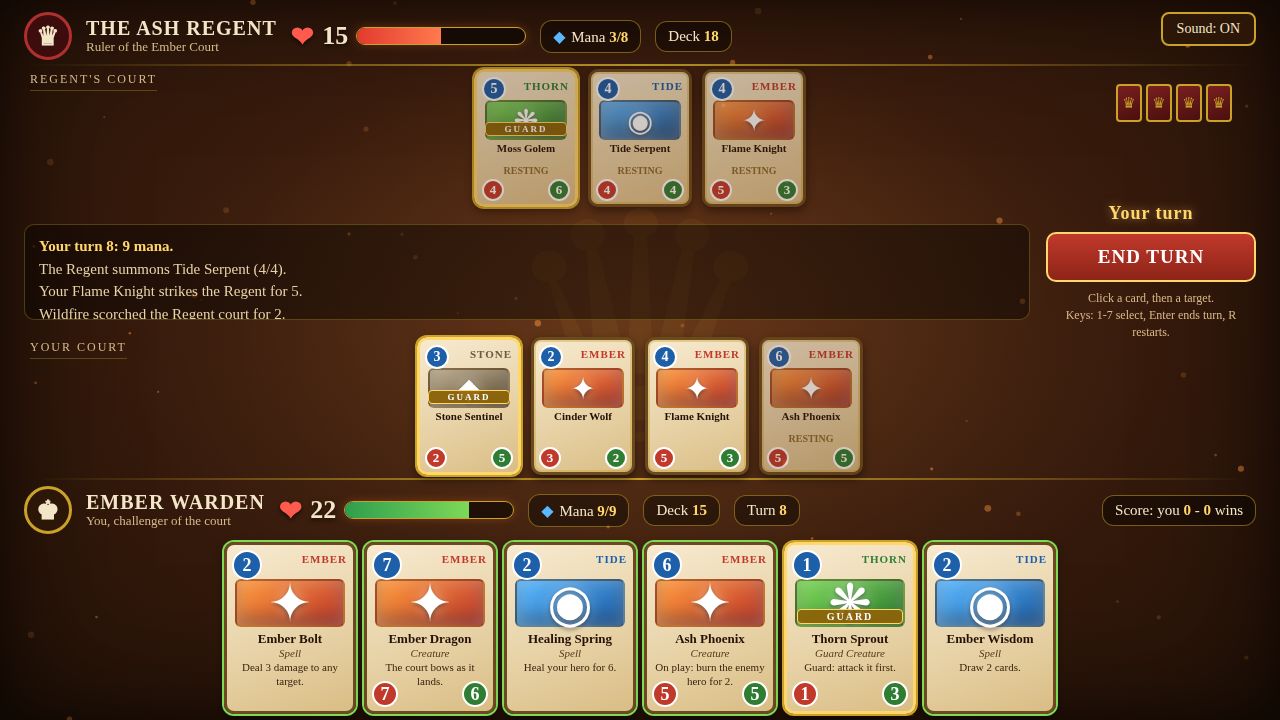 THE ASH REGENT
Ruler of the Ember Court
15
Mana 3/8
Deck 18
Sound: ON
REGENT'S COURT
5 THORN
GUARD
Moss Golem
RESTING
4 6
4 TIDE
Tide Serpent
RESTING
4 4
4 EMBER
Flame Knight
RESTING
5 3
Your turn 8: 9 mana.
The Regent summons Tide Serpent (4/4).
Your Flame Knight strikes the Regent for 5.
Wildfire scorched the Regent court for 2.
Your turn
END TURN
Click a card, then a target.
Keys: 1-7 select, Enter ends turn, R
restarts.
YOUR COURT
3 STONE
GUARD
Stone Sentinel
2 5
2 EMBER
Cinder Wolf
3 2
4 EMBER
Flame Knight
5 3
6 EMBER
Ash Phoenix
RESTING
5 5
EMBER WARDEN
You, challenger of the court
22
Mana 9/9
Deck 15
Turn 8
Score: you 0 - 0 wins
2 EMBER
Ember Bolt
Spell
Deal 3 damage to any
target.
7 EMBER
Ember Dragon
Creature
The court bows as it
lands.
7 6
2 TIDE
Healing Spring
Spell
Heal your hero for 6.
6 EMBER
Ash Phoenix
Creature
On play: burn the enemy
hero for 2.
5 5
1 THORN
GUARD
Thorn Sprout
Guard Creature
Guard: attack it first.
1 3
2 TIDE
Ember Wisdom
Spell
Draw 2 cards.